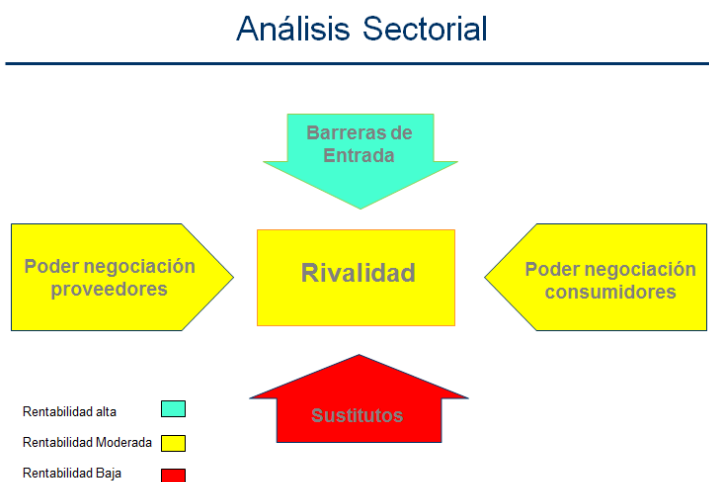 Análisis Sectorial
Barreras de
Entrada
Poder negociación
proveedores
Rivalidad
Poder negociación
consumidores
Sustitutos
Rentabilidad alta
Rentabilidad Moderada
Rentabilidad Baja